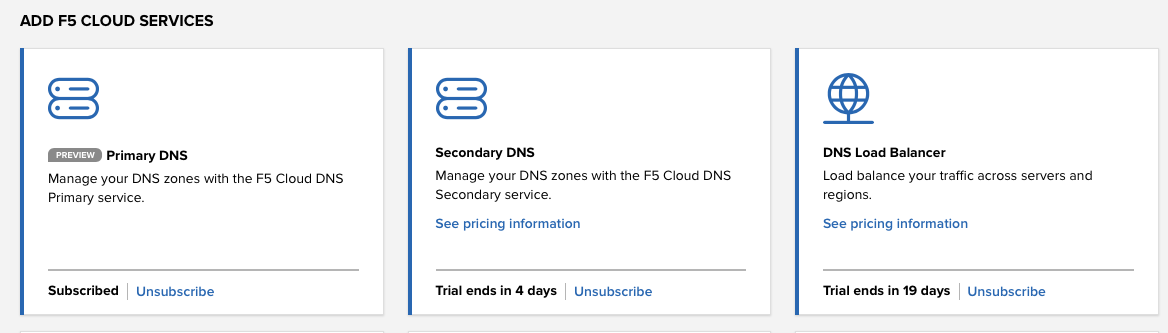 ADD F5 CLOUD SERVICES
PREVIEW Primary DNS
Manage your DNS zones with the F5 Cloud DNS
Primary service.
Subscribed
Unsubscribe
Secondary DNS
Manage your DNS zones with the F5 Cloud DNS
Secondary service.
See pricing information
Trial ends in 4 days
Unsubscribe
DNS Load Balancer
Load balance your traffic across servers and
regions.
See pricing information
Trial ends in 19 days
Unsubscribe